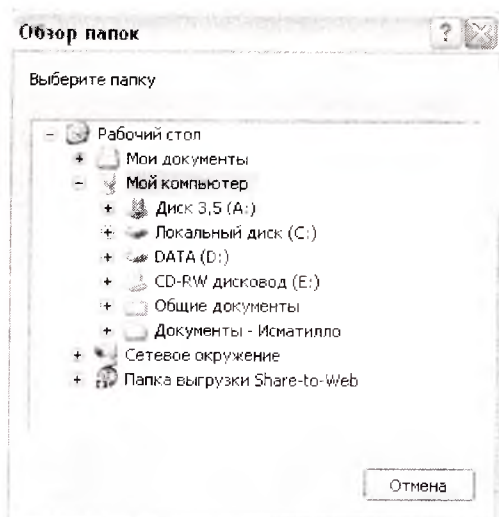 Обзор папок
Выберите папку
Рабочий стол
Мои документы
Мой компьютер
Диск 3,5 (A:)
Локальный диск (C:)
DATA (D:)
CD-RW дисковод (E:)
Общие документы
Документы - Исматилло
Сетевое окружение
Папка выгрузки Share-to-Web
Отмена